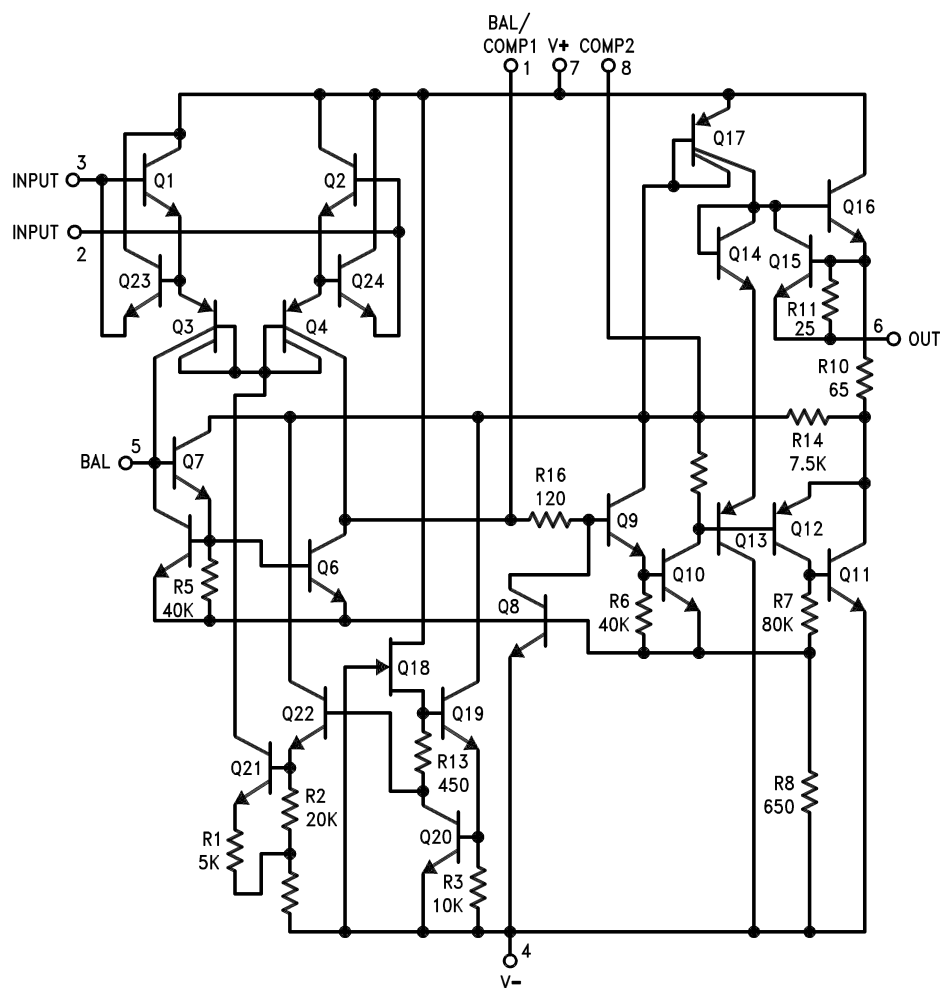 BAL/
COMP1 V+ COMP2
1 7 8
Q17
3
INPUT Q1 Q2
Q16
INPUT
2
Q14 Q15
Q23 Q24
R11
25
Q3 Q4
6
OUT
R10
65
R14
7.5K
5
BAL Q7
R16
120
Q9
Q13 Q12
Q6 Q10 Q11
R5
40K
Q8
R6
40K
R7
80K
Q18
Q22 Q19
R13
450
Q21
R2
20K
R8
650
Q20
R1
5K
R3
10K
4
V-